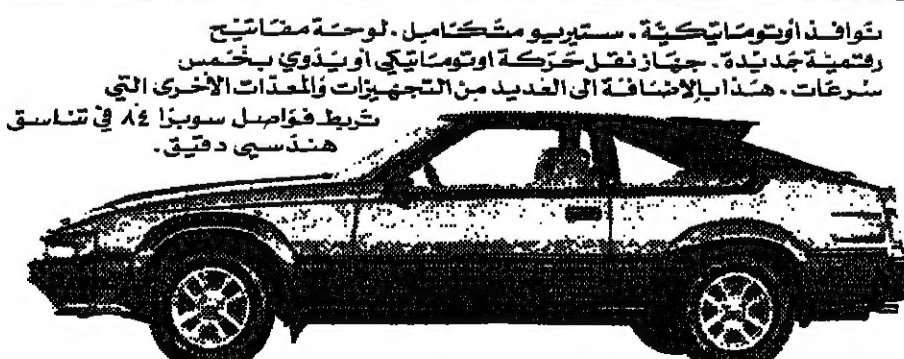 نوافذ أوتوماتيكية. ستيريو متكامل. لوحة مفاتيح
رقمية جديدة. جهاز نقل حركة اوتوماتيكي او يدوي بخمس
سرعات. هذا بالإضافة الى العديد من التجهيزات والمعدات الأخرى التي
تربط فواصل سوبرا ٨٤ في تناسق
هندسي دقيق.